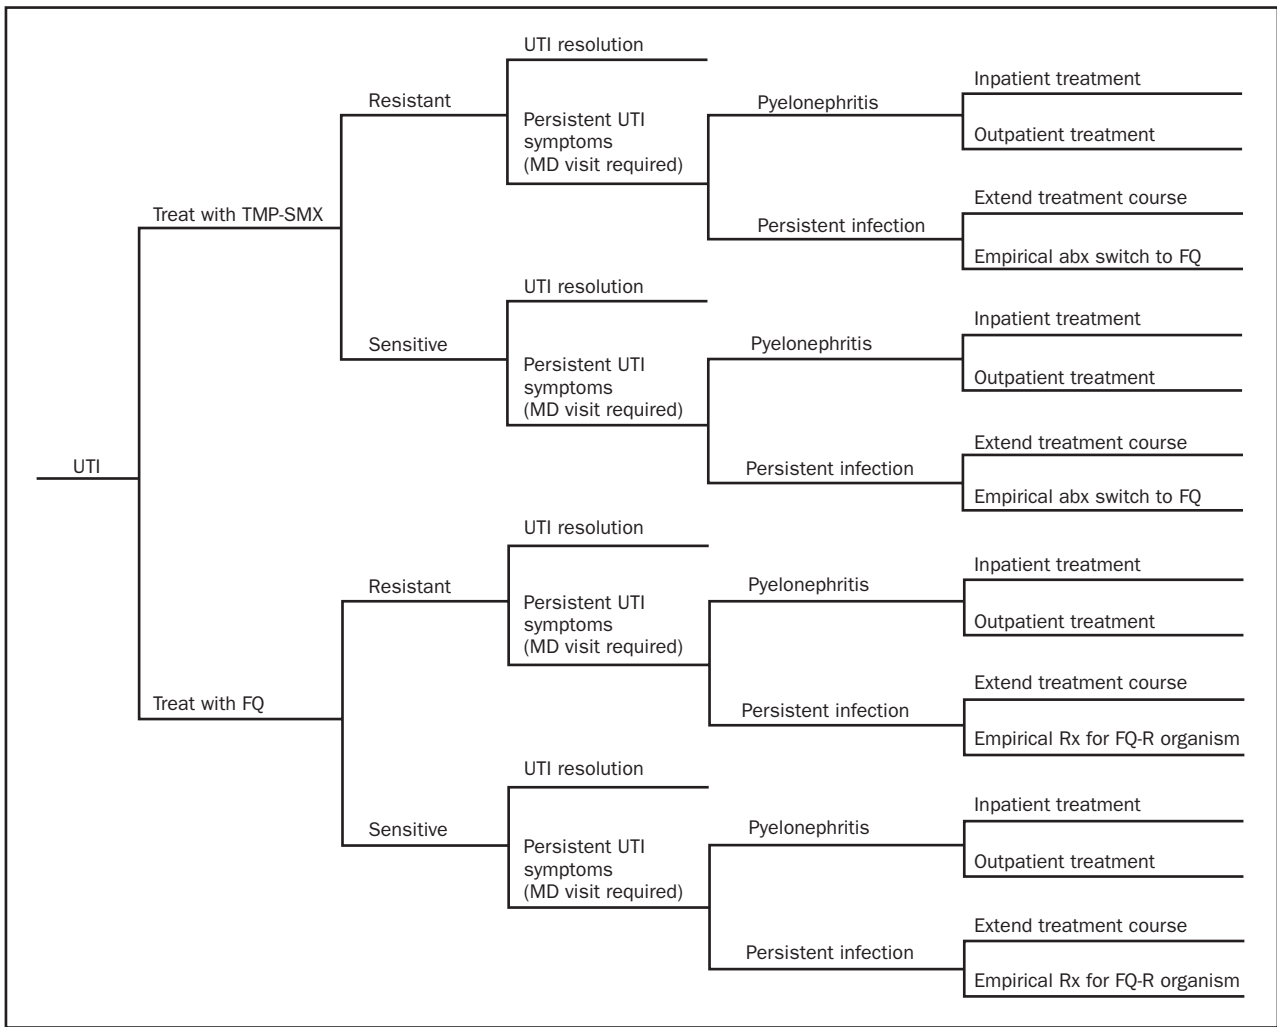 UTI resolution
Inpatient treatment
Resistant
Pyelonephritis
Persistent UTI
symptoms
(MD visit required)
Outpatient treatment
Extend treatment course
Treat with TMP-SMX
Persistent infection
Empirical abx switch to FQ
UTI resolution
Inpatient treatment
Sensitive
Pyelonephritis
Persistent UTI
symptoms
(MD visit required)
Outpatient treatment
Extend treatment course
UTI
Persistent infection
Empirical abx switch to FQ
UTI resolution
Inpatient treatment
Resistant
Pyelonephritis
Persistent UTI
symptoms
(MD visit required)
Outpatient treatment
Extend treatment course
Treat with FQ
Persistent infection
Empirical Rx for FQ-R organism
UTI resolution
Inpatient treatment
Sensitive
Pyelonephritis
Persistent UTI
symptoms
(MD visit required)
Outpatient treatment
Extend treatment course
Persistent infection
Empirical Rx for FQ-R organism